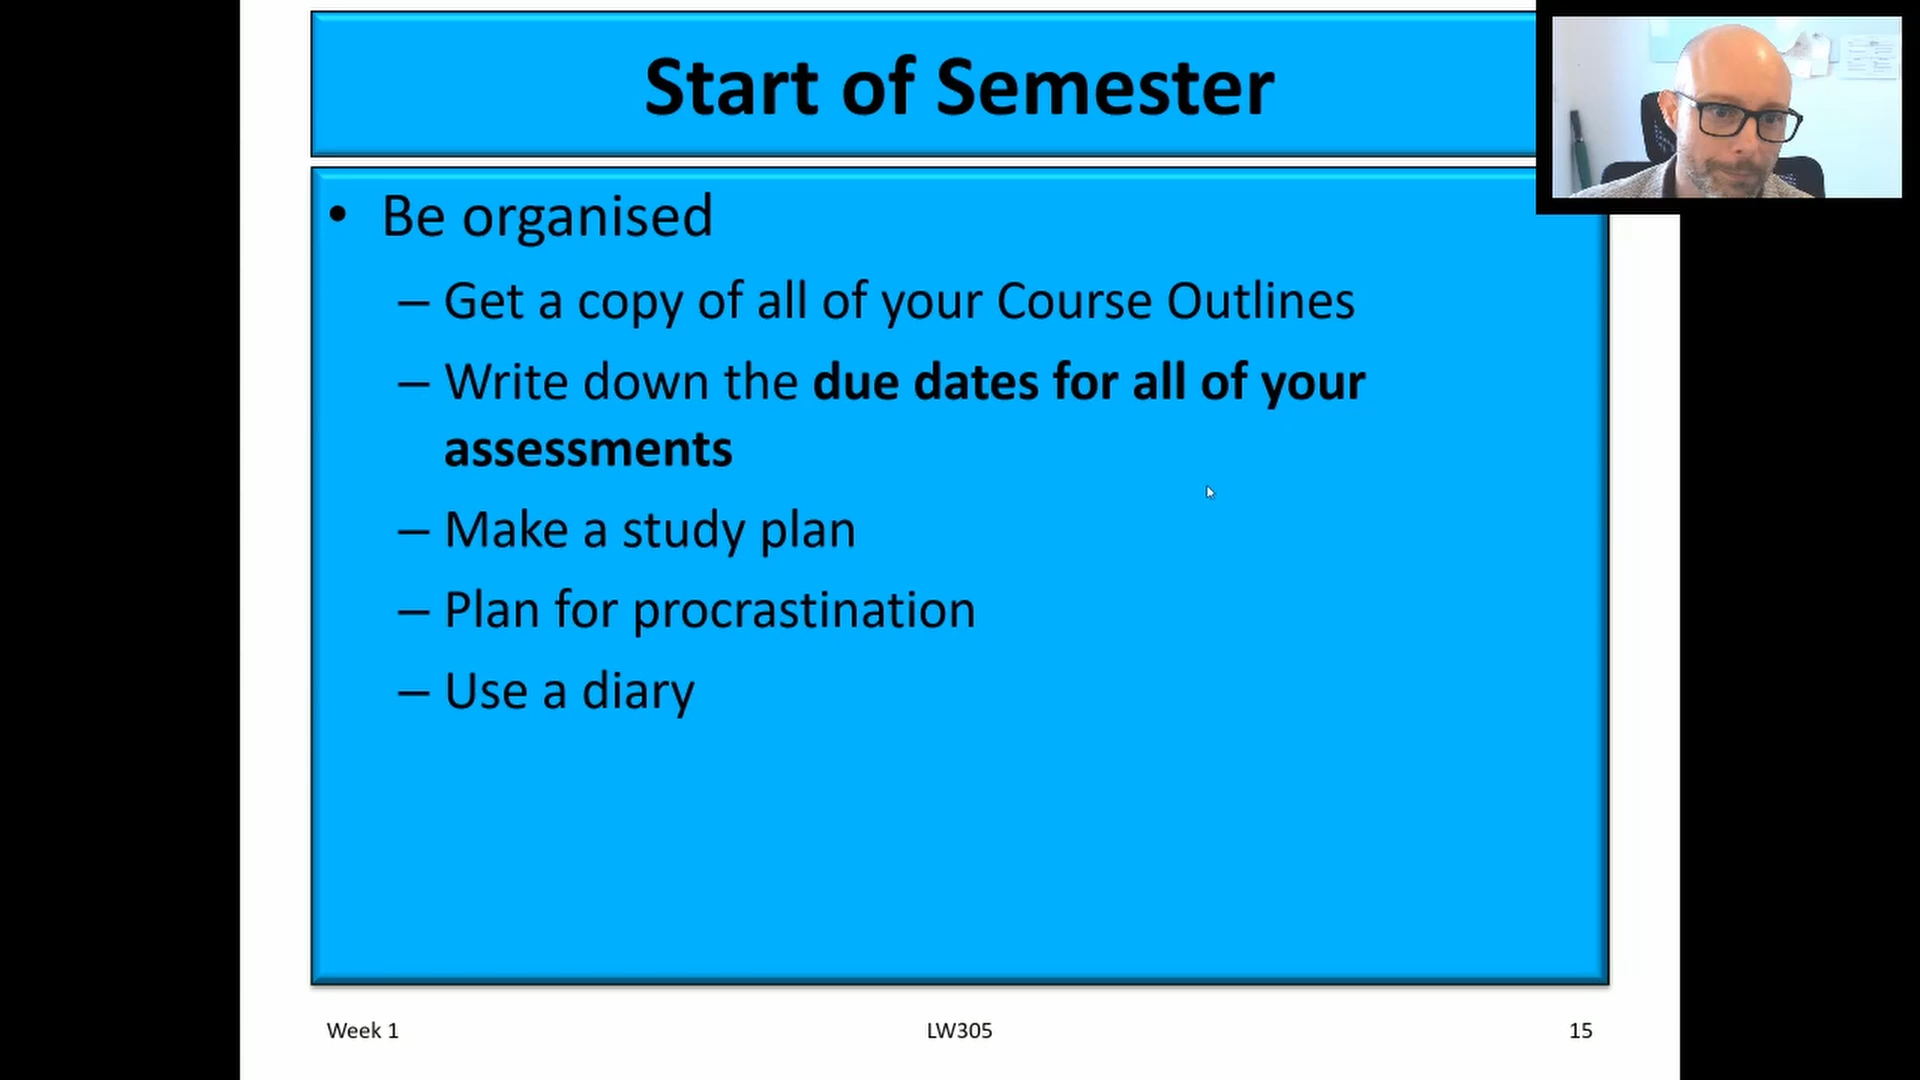 Start of Semester
• Be organised
– Get a copy of all of your Course Outlines
– Write down the due dates for all of your
assessments
– Make a study plan
– Plan for procrastination
– Use a diary
Week 1 LW305 15